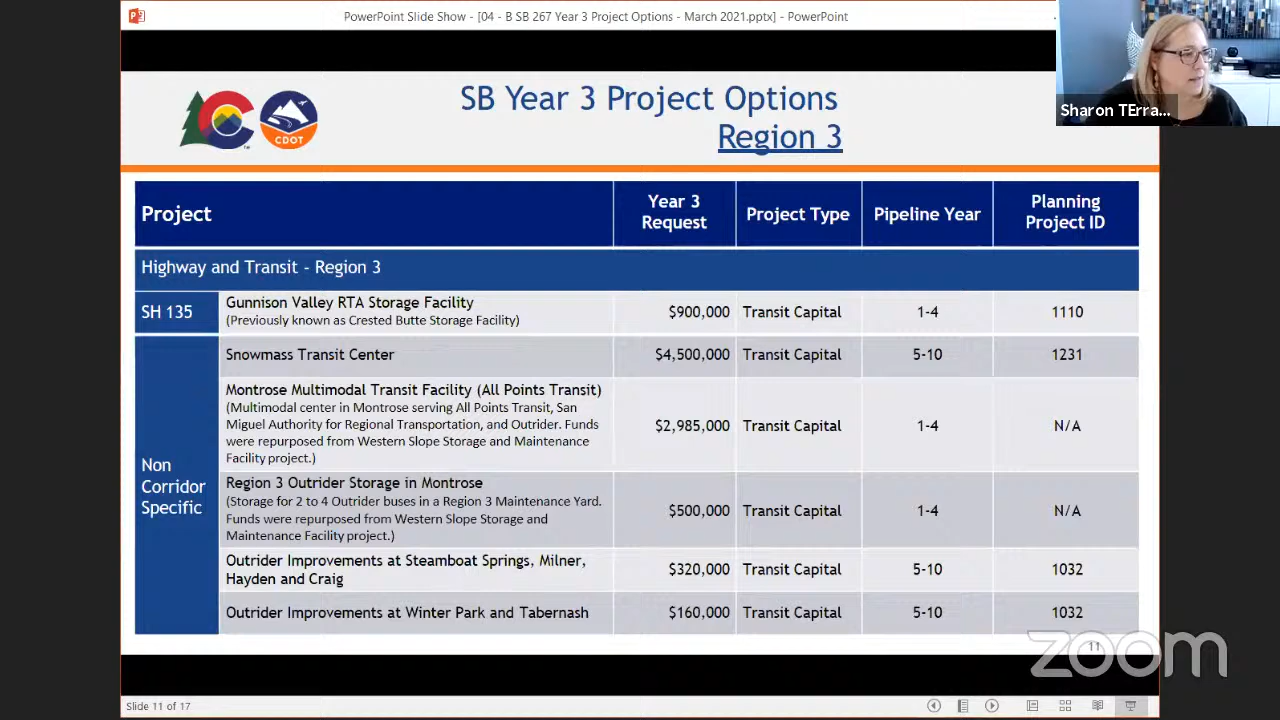 PowerPoint Slide Show - [04 - B SB 267 Year 3 Project Options - March 2021.pptx] - PowerPoint
Sharon TErra...
SB Year 3 Project Options
Region 3
CDOT
Project
Year 3
Request
Project Type
Pipeline Year
Planning
Project ID
Highway and Transit - Region 3
SH 135
Gunnison Valley RTA Storage Facility
(Previously known as Crested Butte Storage Facility)
$900,000
Transit Capital
1-4
1110
Non
Corridor
Specific
Snowmass Transit Center
$4,500,000
Transit Capital
5-10
1231
Montrose Multimodal Transit Facility (All Points Transit)
(Multimodal center in Montrose serving All Points Transit, San
Miguel Authority for Regional Transportation, and Outrider. Funds
were repurposed from Western Slope Storage and Maintenance
Facility project.)
$2,985,000
Transit Capital
1-4
N/A
Region 3 Outrider Storage in Montrose
(Storage for 2 to 4 Outrider buses in a Region 3 Maintenance Yard.
Funds were repurposed from Western Slope Storage and
Maintenance Facility project.)
$500,000
Transit Capital
1-4
N/A
Outrider Improvements at Steamboat Springs, Milner,
Hayden and Craig
$320,000
Transit Capital
5-10
1032
Outrider Improvements at Winter Park and Tabernash
$160,000
Transit Capital
5-10
1032
11
zoom
Slide 11 of 17